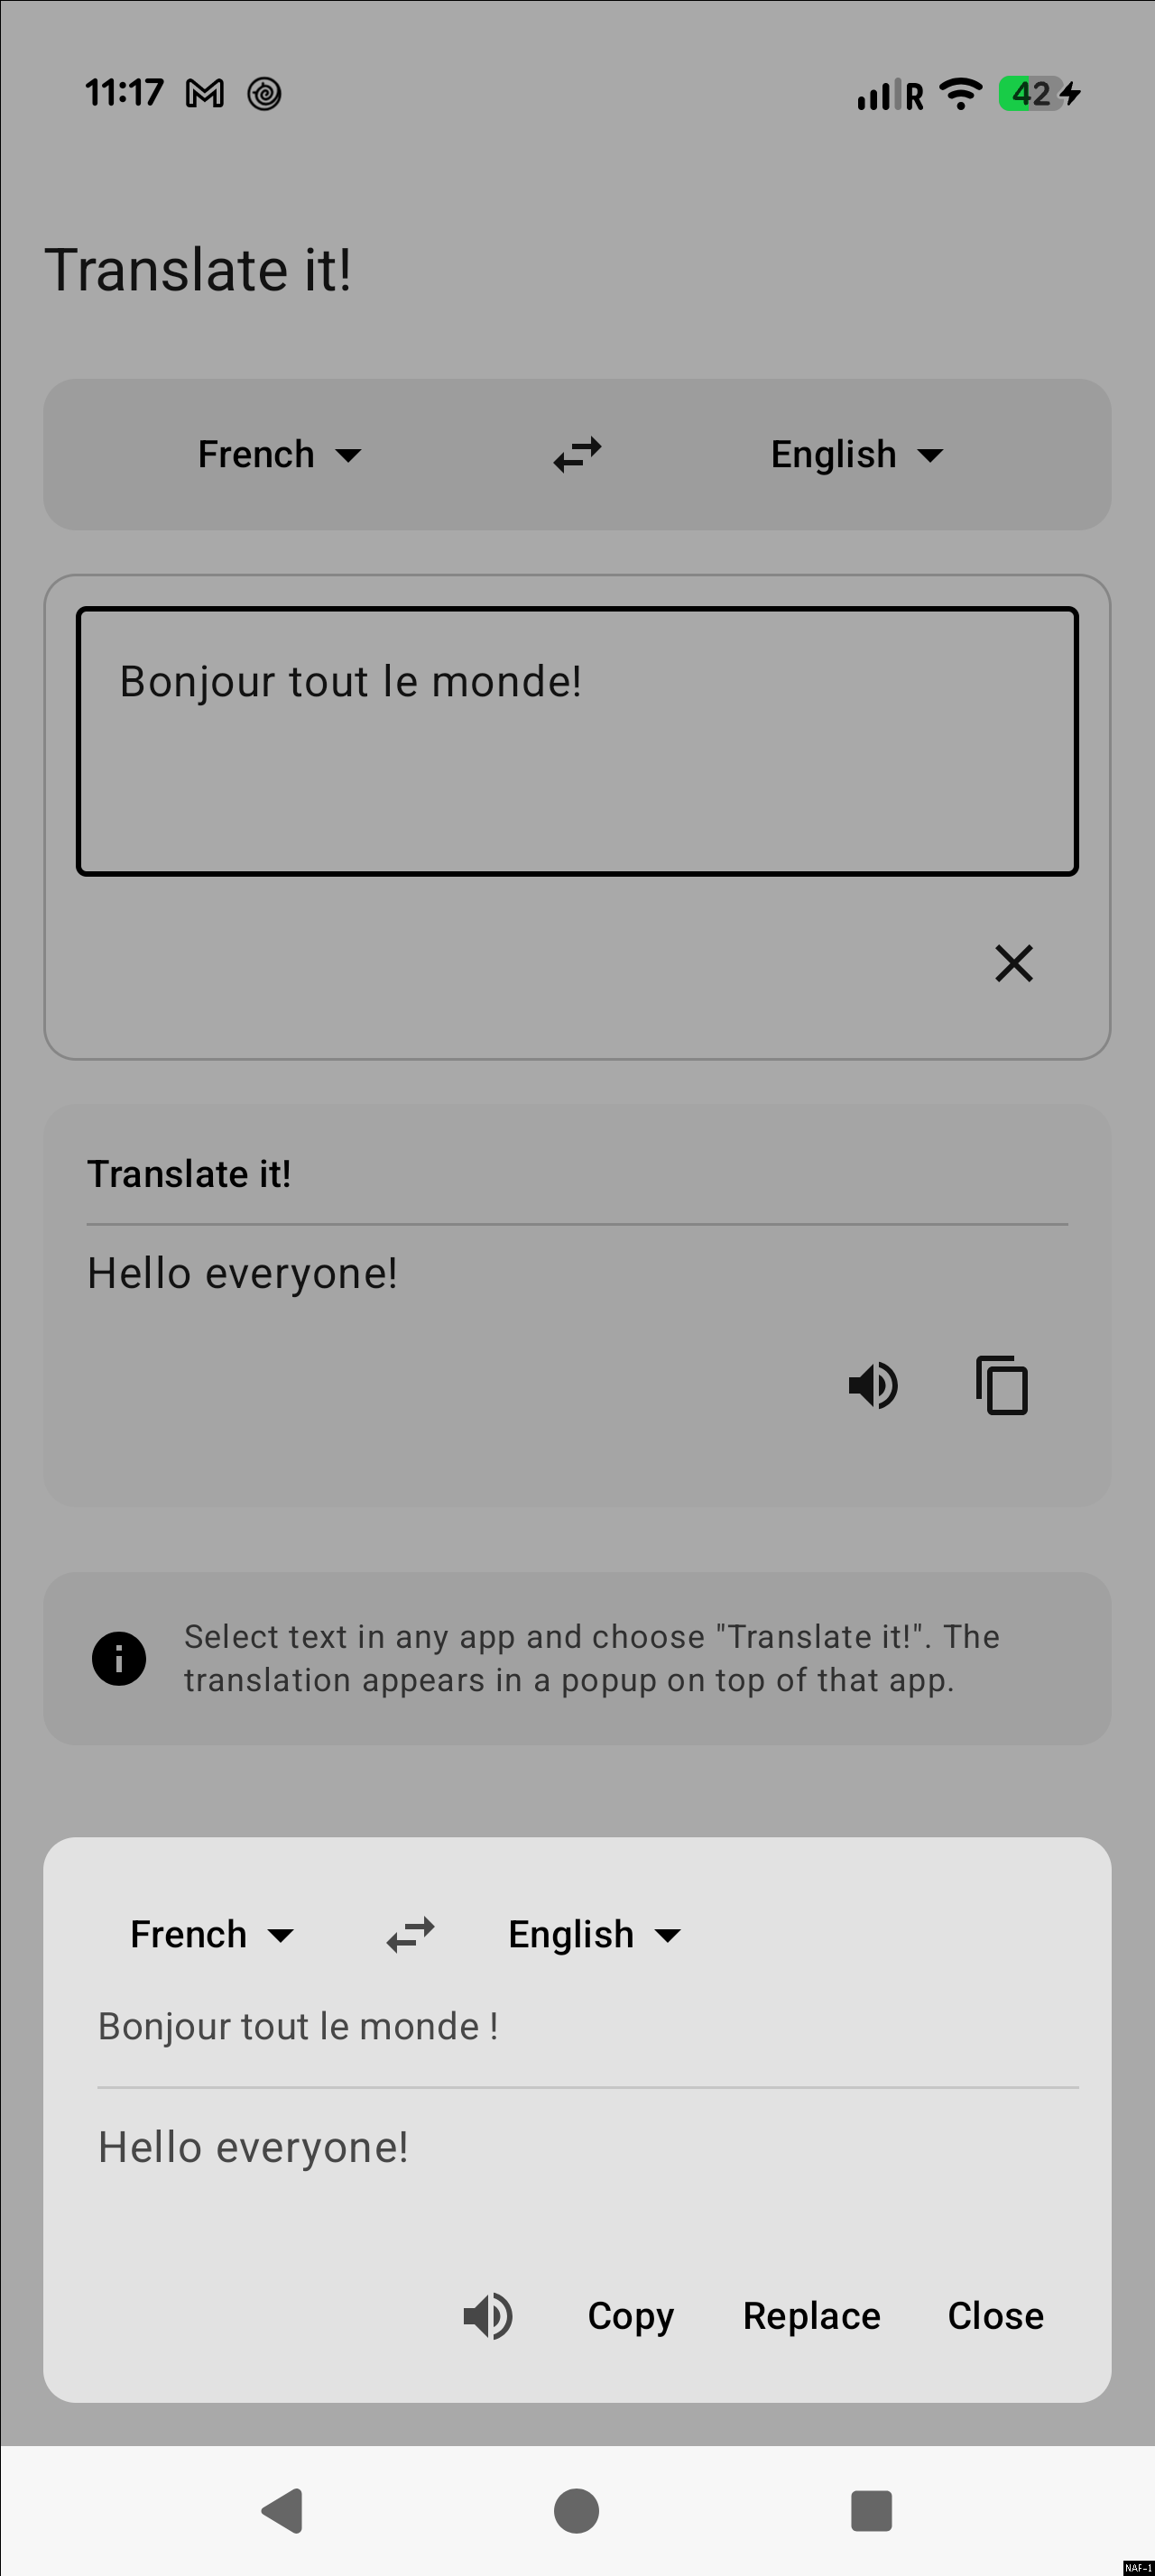 11:17
R
42
Translate it!
French
English
Bonjour tout le monde!
Translate it!
Hello everyone!
Select text in any app and choose "Translate it!". The
translation appears in a popup on top of that app.
French
English
Bonjour tout le monde !
Hello everyone!
Copy
Replace
Close
NAF-1